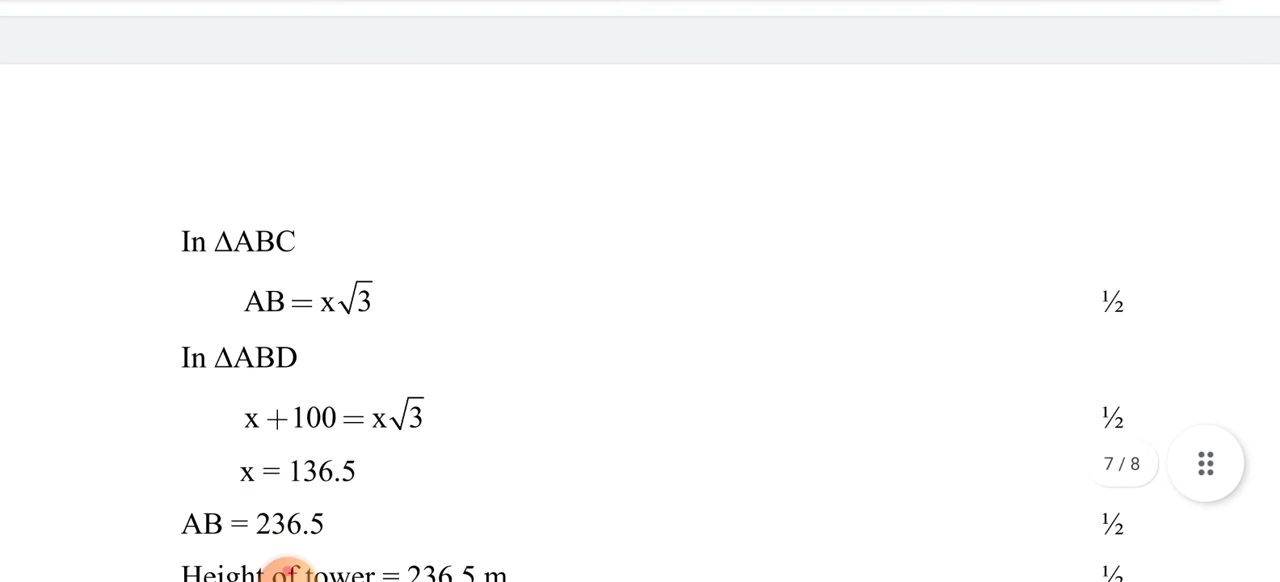 In ΔABC
AB = x√3 ½
In ΔABD
x + 100 = x√3 ½
x = 136.5
7 / 8
AB = 236.5 ½
Height of tower = 236.5 m ½